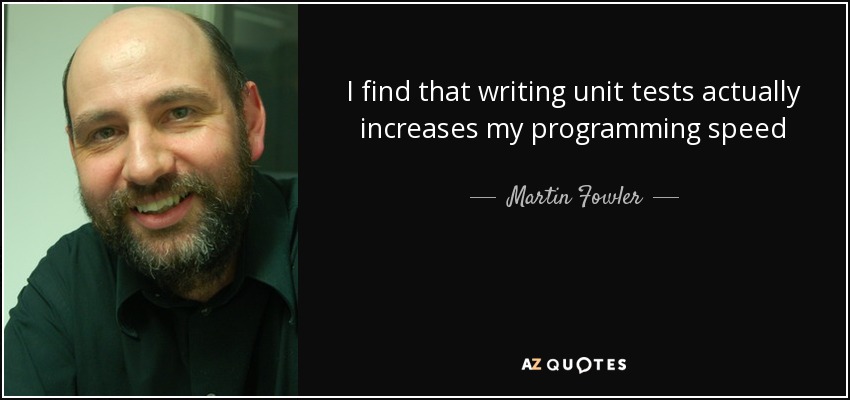 I find that writing unit tests actually
increases my programming speed
Martin Fowler
AZ QUOTES